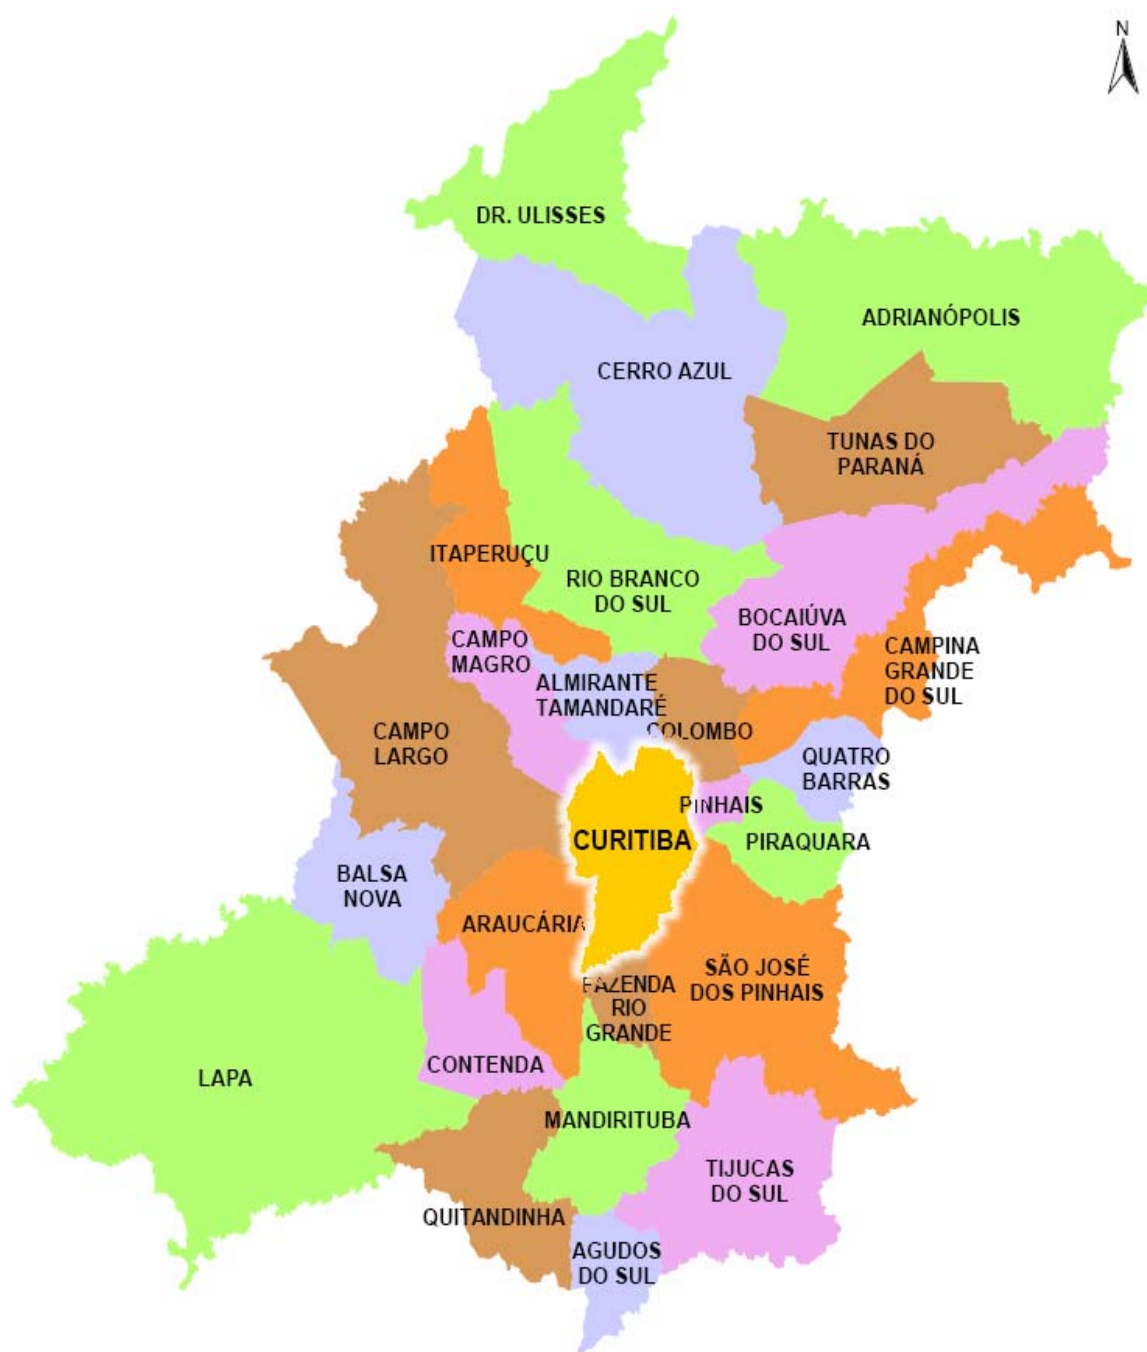 N
DR. ULISSES
ADRIANÓPOLIS
CERRO AZUL
TUNAS DO
PARANÁ
ITAPERUÇU
RIO BRANCO
DO SUL
BOCAIÚVA
DO SUL
CAMPO
MAGRO
CAMPINA
GRANDE
DO SUL
ALMIRANTE
TAMANDARÉ
COLOMBO
CAMPO
LARGO
QUATRO
BARRAS
PINHAIS
CURITIBA
PIRAQUARA
BALSA
NOVA
ARAUCÁRIA
SÃO JOSÉ
DOS PINHAIS
FAZENDA
RIO
GRANDE
CONTENDA
LAPA
MANDIRITUBA
TIJUCAS
DO SUL
QUITANDINHA
AGUDOS
DO SUL